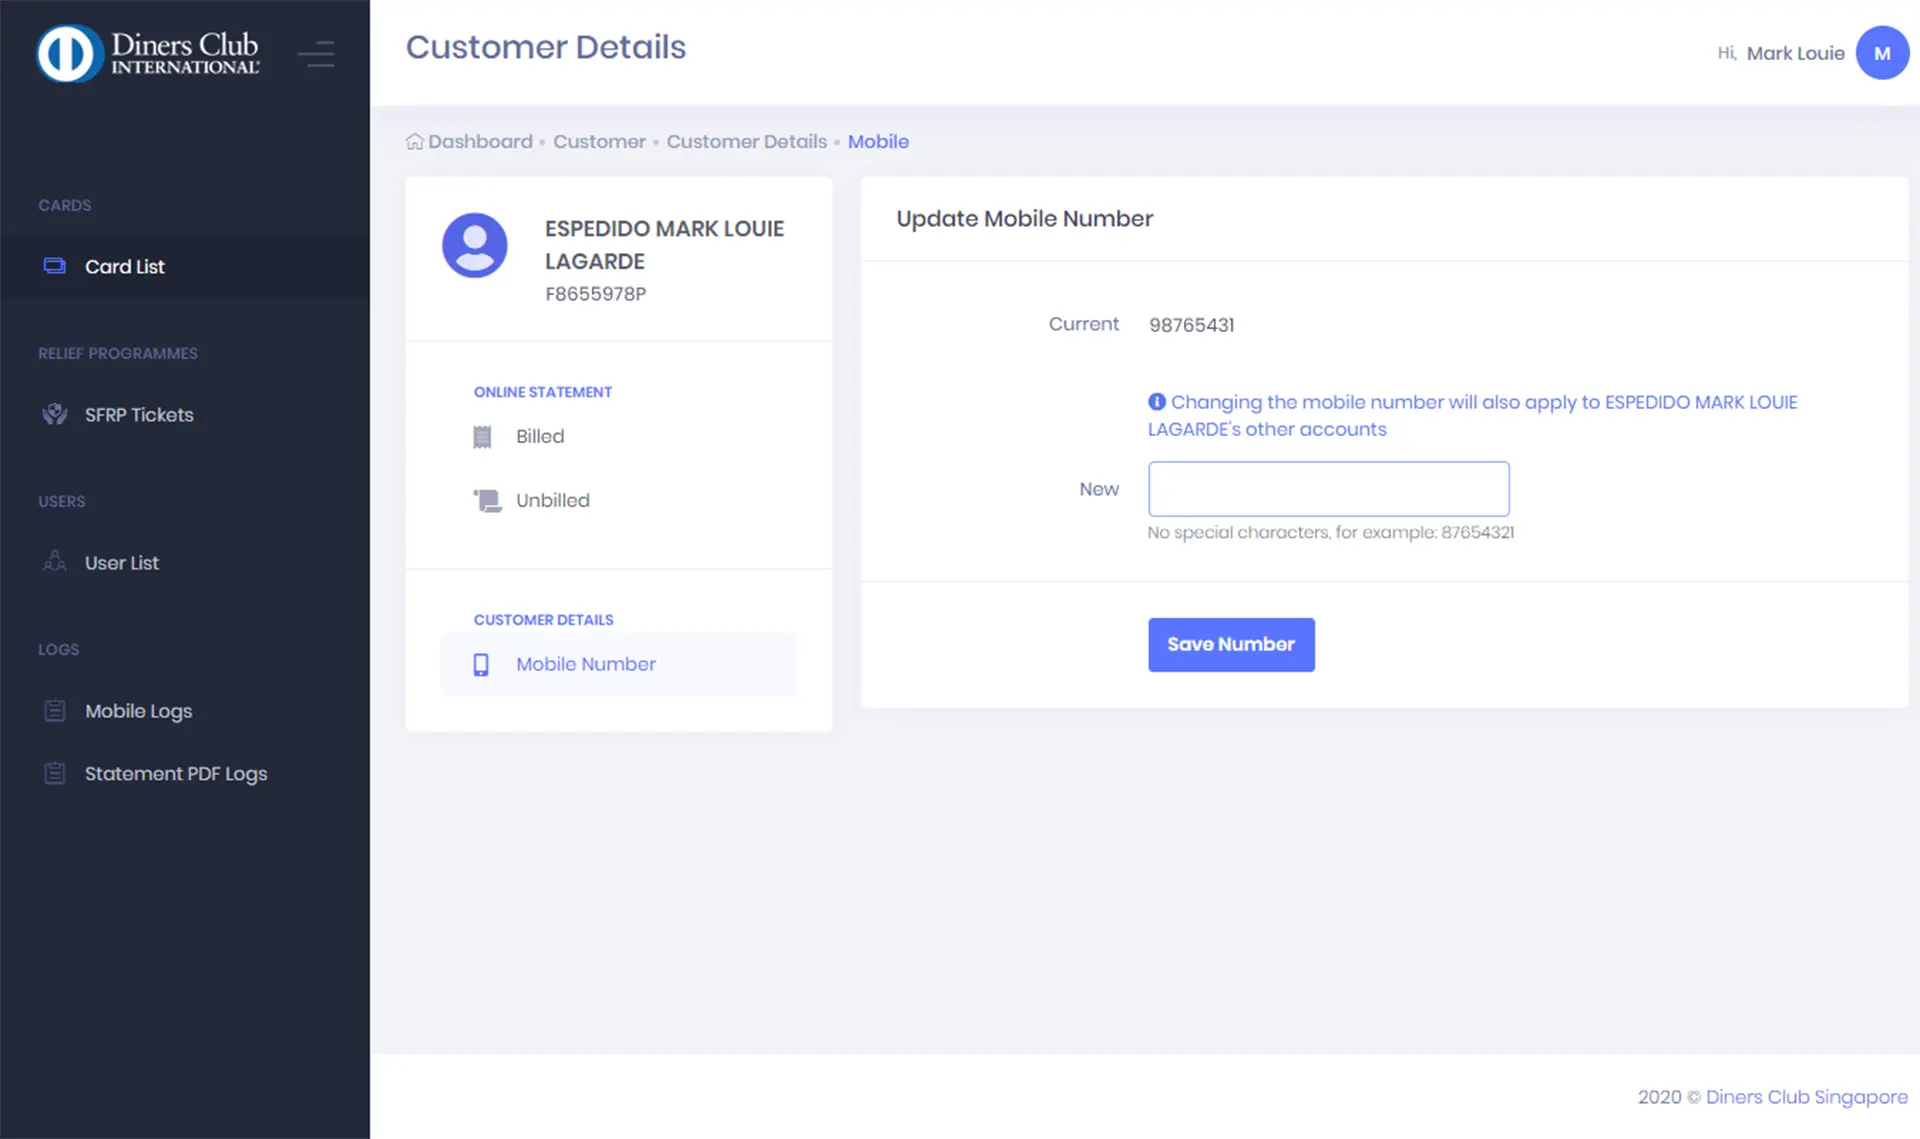 Diners Club
INTERNATIONAL®
CARDS
Card List
RELIEF PROGRAMMES
SFRP Tickets
USERS
User List
LOGS
Mobile Logs
Statement PDF Logs
Customer Details
Hi, Mark Louie M
Dashboard • Customer • Customer Details • Mobile
ESPEDIDO MARK LOUIE
LAGARDE
F8655978P
ONLINE STATEMENT
Billed
Unbilled
CUSTOMER DETAILS
Mobile Number
Update Mobile Number
Current 98765431
Changing the mobile number will also apply to ESPEDIDO MARK LOUIE
LAGARDE's other accounts
New
No special characters, for example: 87654321
Save Number
2020 © Diners Club Singapore